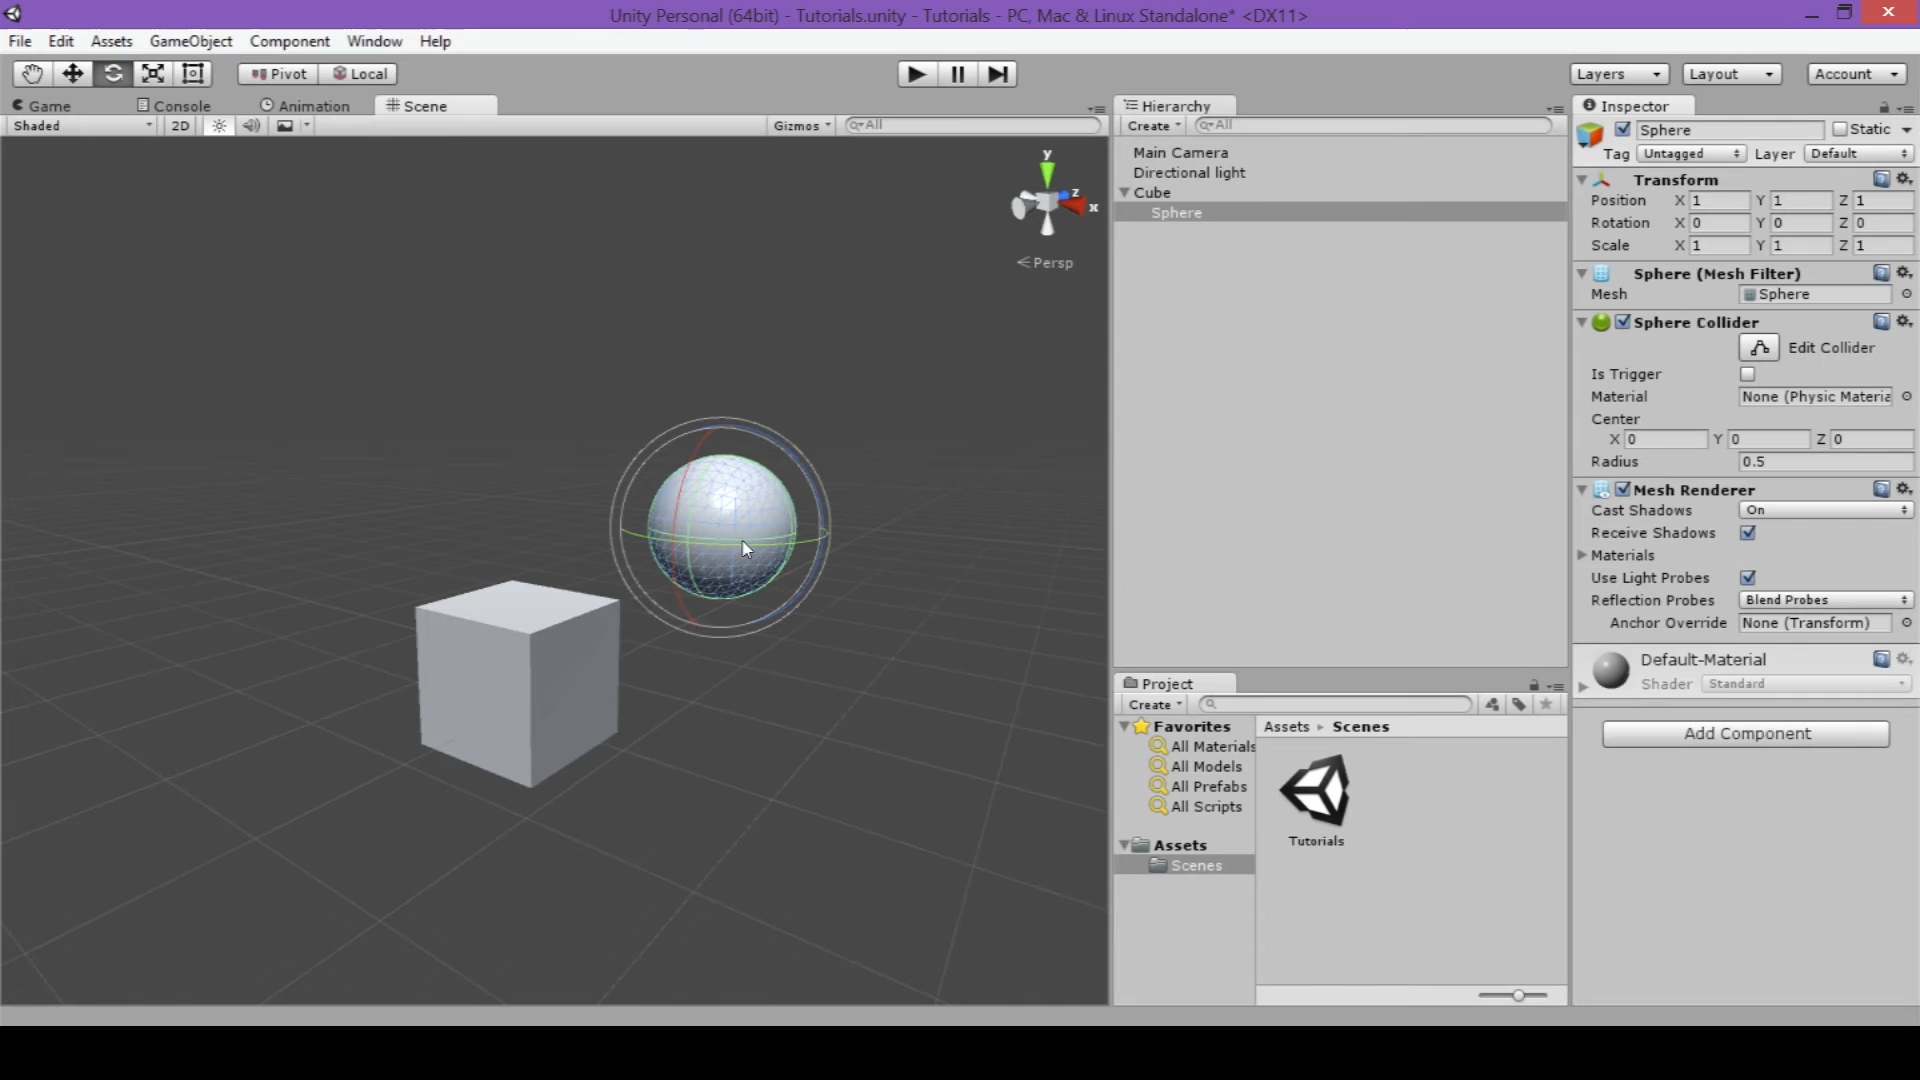 Unity Personal (64bit) - Tutorials.unity - Tutorials - PC, Mac & Linux Standalone* <DX11>
File Edit Assets GameObject Component Window Help
Pivot Local Layers Layout Account
Game Console Animation Scene
Shaded 2D Gizmos All
y
z
x
Persp
Hierarchy
Create All
Main Camera
Directional light
Cube
Sphere
Project
Create
Favorites
All Materials
All Models
All Prefabs
All Scripts
Assets
Scenes
Assets Scenes
Tutorials
Inspector
Sphere Static
Tag Untagged Layer Default
Transform
Position X 1 Y 1 Z 1
Rotation X 0 Y 0 Z 0
Scale X 1 Y 1 Z 1
Sphere (Mesh Filter)
Mesh Sphere
Sphere Collider
Edit Collider
Is Trigger
Material None (Physic Materia
Center
X 0 Y 0 Z 0
Radius 0.5
Mesh Renderer
Cast Shadows On
Receive Shadows
Materials
Use Light Probes
Reflection Probes Blend Probes
Anchor Override None (Transform)
Default-Material
Shader Standard
Add Component